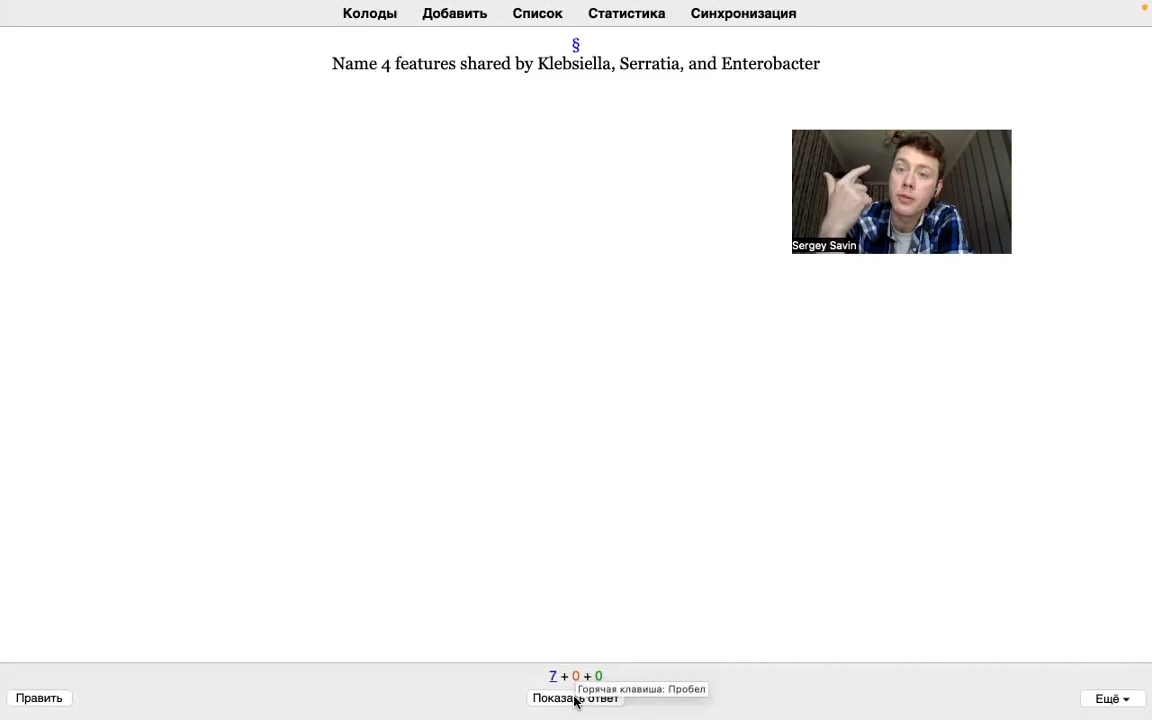 Колоды Добавить Список Статистика Синхронизация
§
Name 4 features shared by Klebsiella, Serratia, and Enterobacter
Sergey Savin
7 + 0 + 0
Горячая клавиша: Пробел
Править Показать ответ Ещё